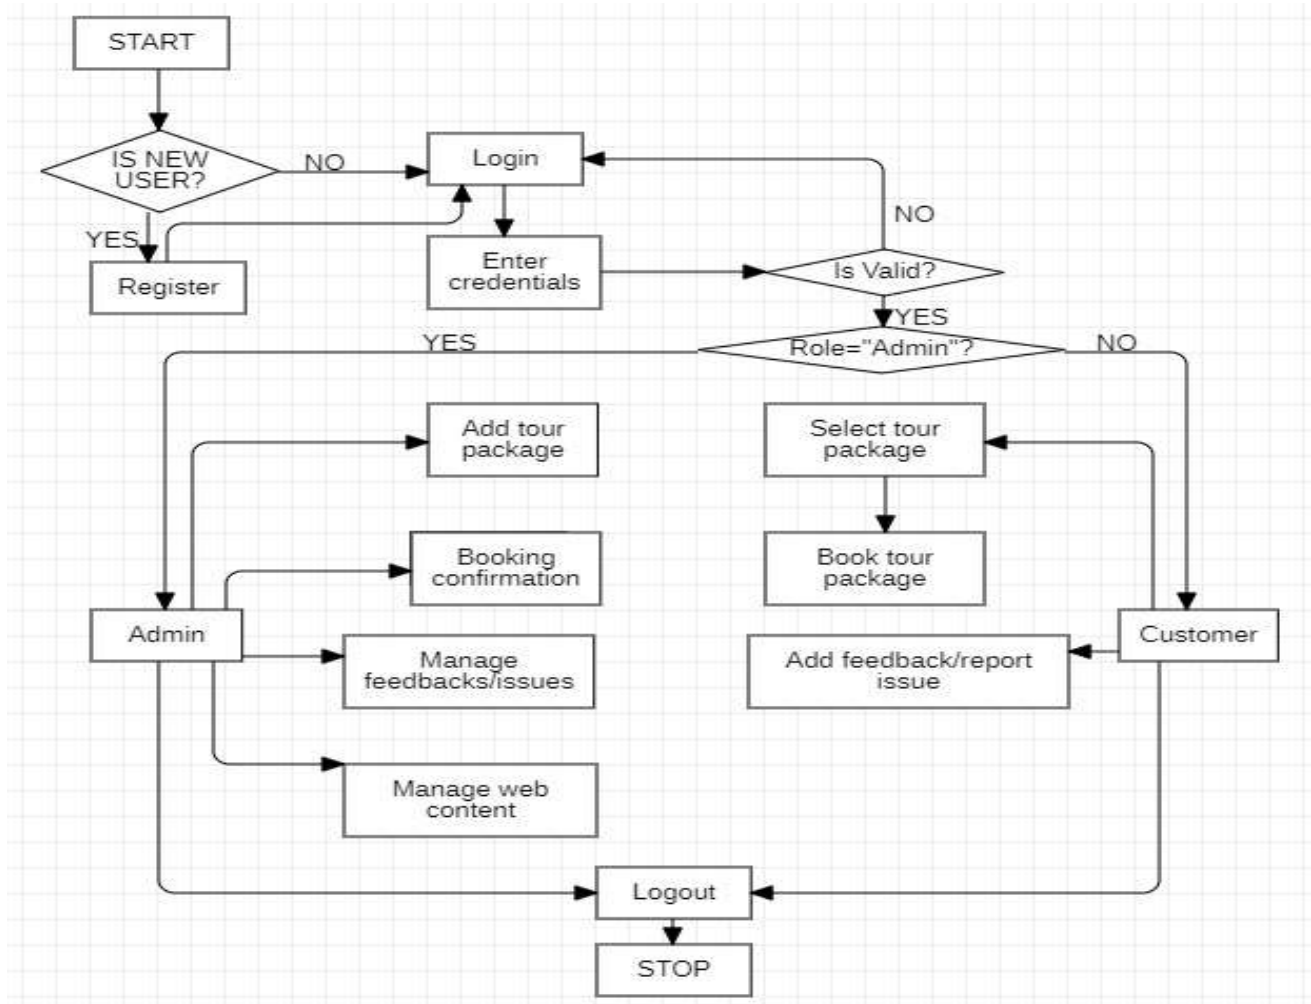 START
IS NEW
USER?
NO
Login
YES
Register
Enter
credentials
NO
Is Valid?
YES
YES
Role="Admin"?
NO
Add tour
package
Select tour
package
Booking
confirmation
Book tour
package
Admin
Customer
Manage
feedbacks/issues
Add feedback/report
issue
Manage web
content
Logout
STOP